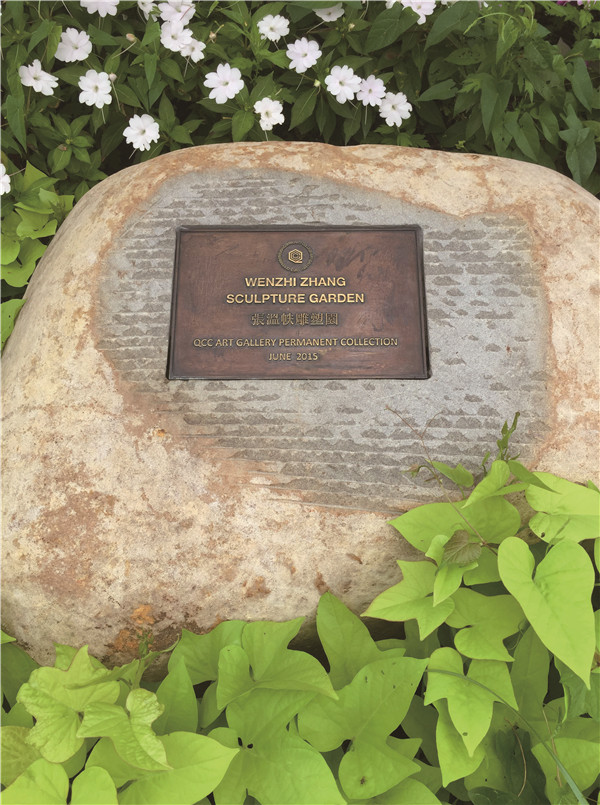 WENZHI ZHANG
SCULPTURE GARDEN
張溫帙雕塑園
QCC ART GALLERY PERMANENT COLLECTION
JUNE 2015